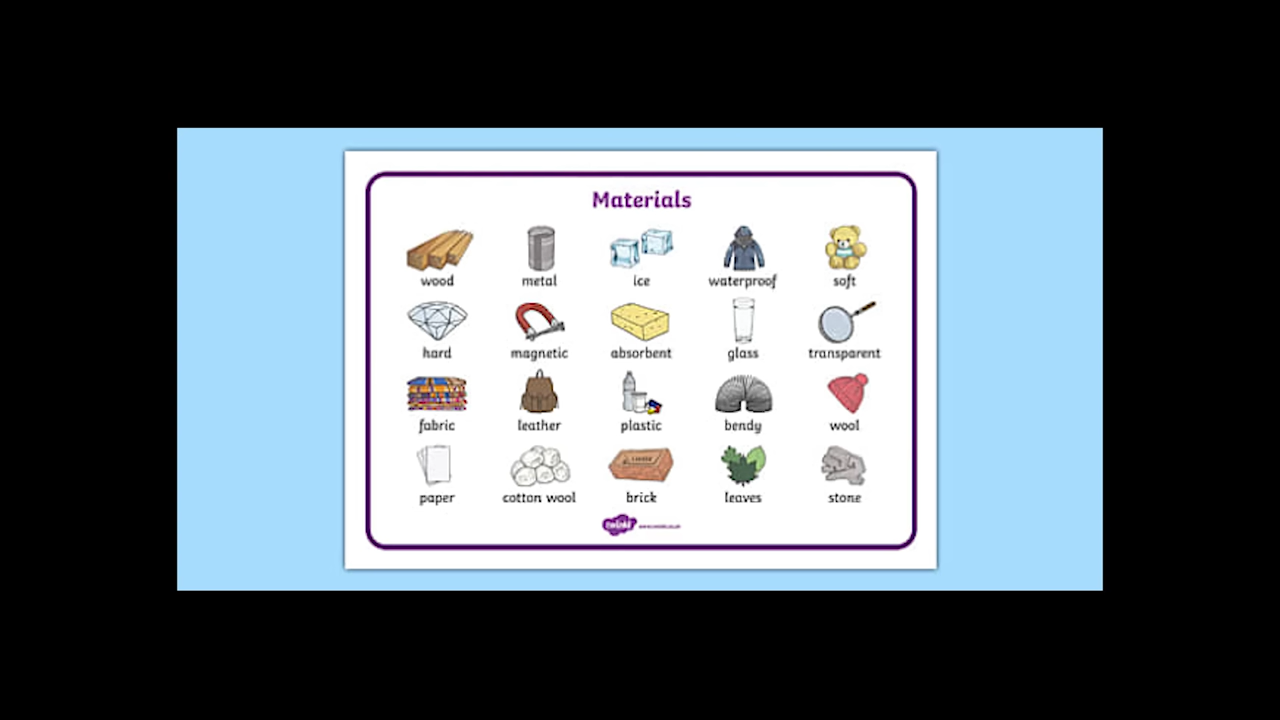 Materials
wood metal ice waterproof soft
hard magnetic absorbent glass transparent
fabric leather plastic bendy wool
paper cotton wool brick leaves stone
twinkl